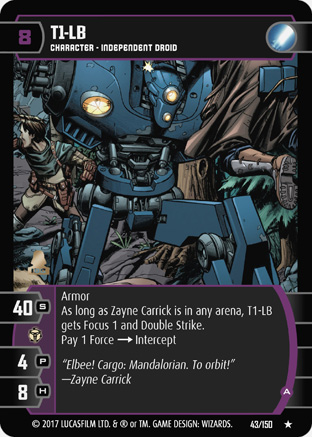 8
T1-LB
CHARACTER • INDEPENDENT DROID
40 S
Armor
As long as Zayne Carrick is in any arena, T1-LB
gets Focus 1 and Double Strike.
Pay 1 Force → Intercept
4 P
“Elbee! Cargo: Mandalorian. To orbit!”
—Zayne Carrick
8 H
A
© 2017 LUCASFILM LTD. & ® or TM. GAME DESIGN: WIZARDS. 43/150 ★